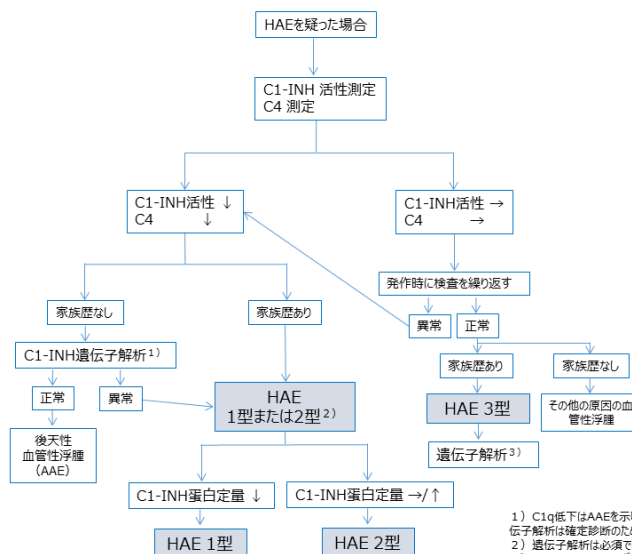 HAEを疑った場合
C1-INH 活性測定
C4 測定
C1-INH活性 ↓
C4 ↓
C1-INH活性 →
C4 →
発作時に検査を繰り返す
異常
正常
家族歴なし
家族歴あり
C1-INH遺伝子解析1)
正常
異常
後天性
血管性浮腫
（AAE）
HAE
1型または2型2)
家族歴あり
家族歴なし
HAE 3型
その他の原因の血
管性浮腫
遺伝子解析3)
C1-INH蛋白定量 ↓
C1-INH蛋白定量 →/↑
HAE 1型
HAE 2型
1）C1q低下はAAEを示
伝子解析は確定診断のた
2）遺伝子解析は必須で